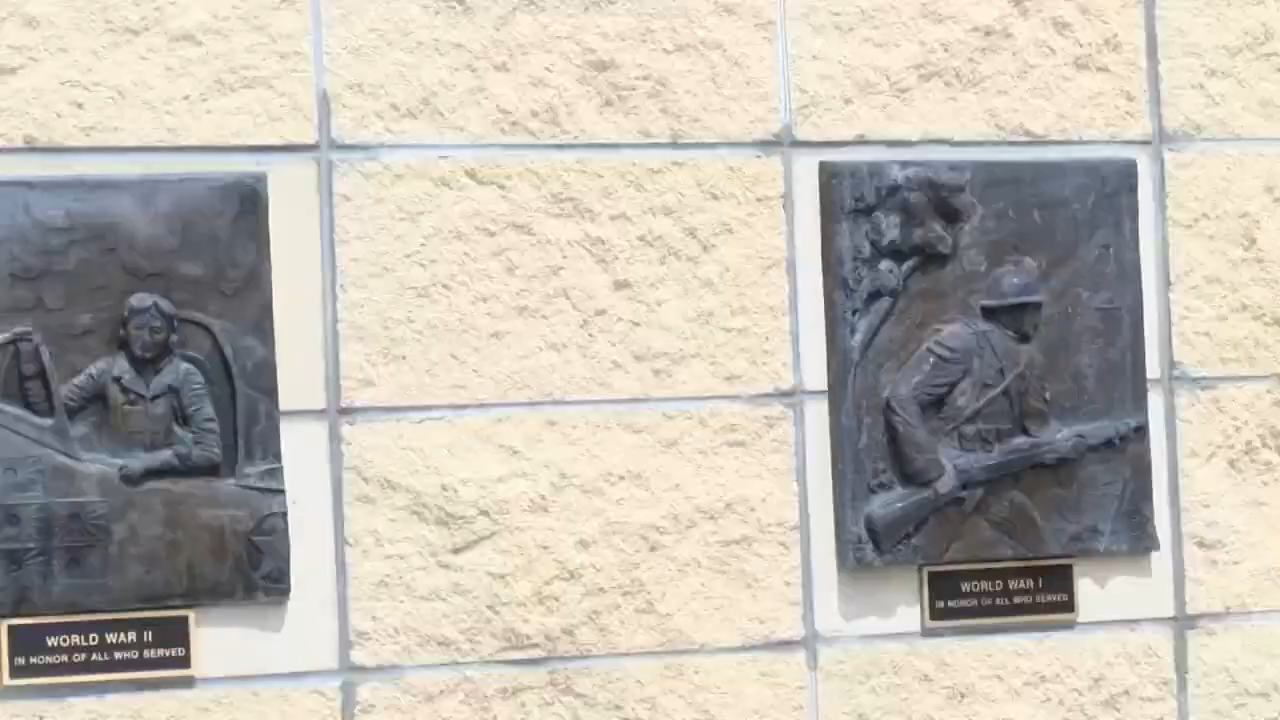 WORLD WAR II
IN HONOR OF ALL WHO SERVED
WORLD WAR I
IN HONOR OF ALL WHO SERVED